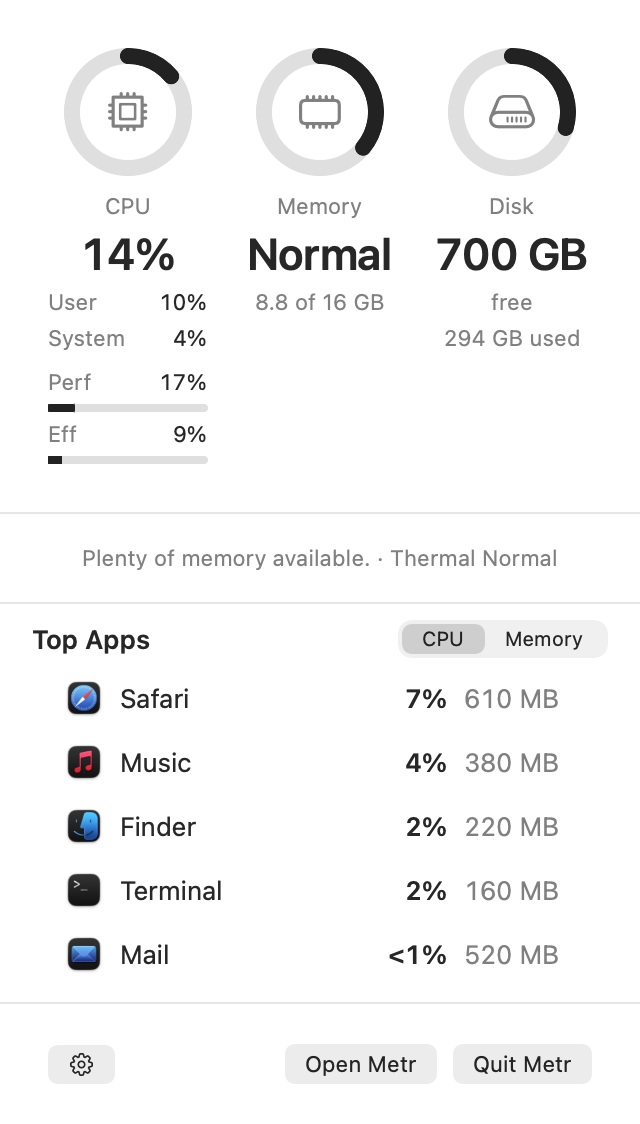 CPU
14%
User 10%
System 4%
Perf 17%
Eff 9%
Memory
Normal
8.8 of 16 GB
Disk
700 GB
free
294 GB used
Plenty of memory available. · Thermal Normal
Top Apps CPU Memory
Safari 7% 610 MB
Music 4% 380 MB
Finder 2% 220 MB
>_ Terminal 2% 160 MB
Mail <1% 520 MB
Open Metr Quit Metr